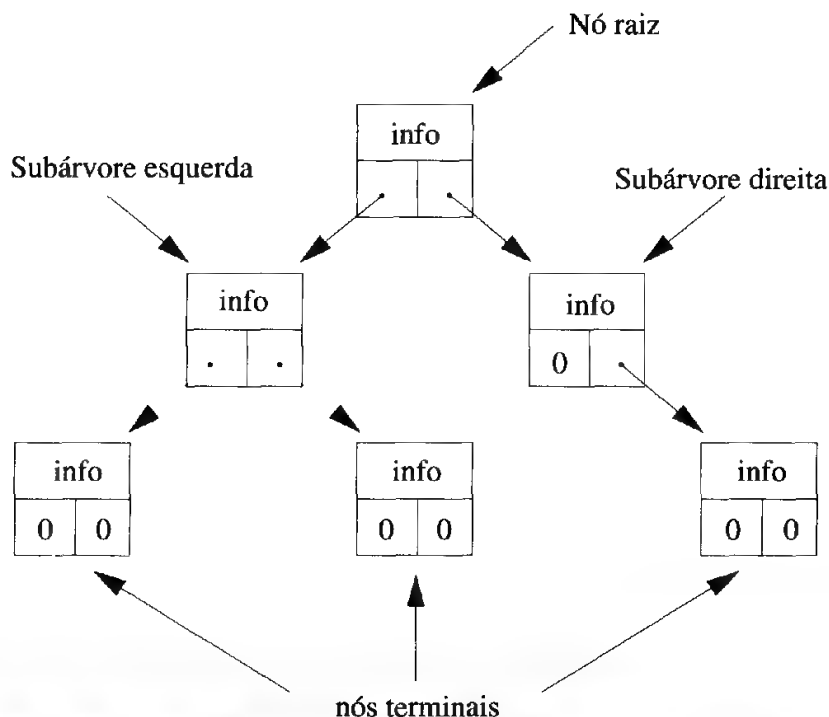 Nó raiz
info
Subárvore esquerda
Subárvore direita
info
info
0
info
info
info
0 0
0 0
0 0
nós terminais